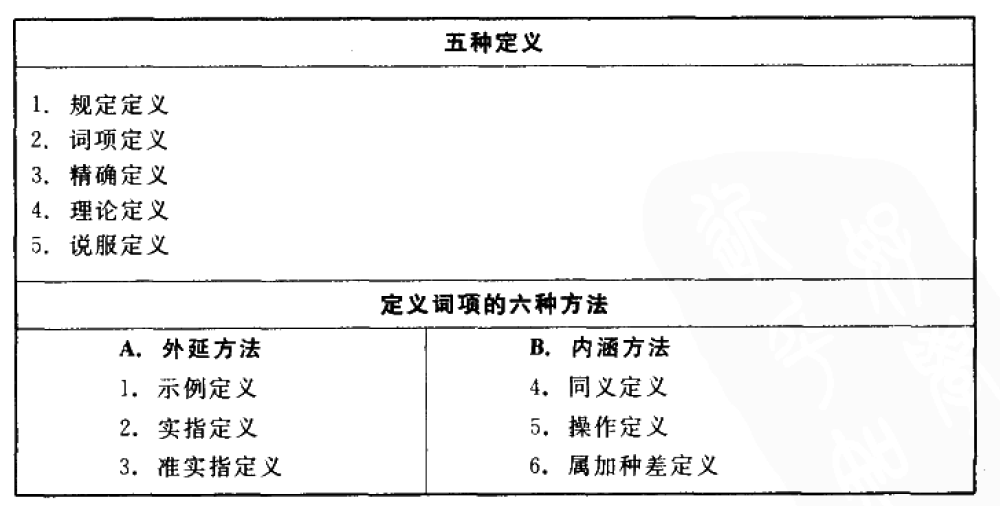 五种定义
1. 规定定义
2. 词项定义
3. 精确定义
4. 理论定义
5. 说服定义
定义词项的六种方法
A. 外延方法
1. 示例定义
2. 实指定义
3. 准实指定义
B. 内涵方法
4. 同义定义
5. 操作定义
6. 属加种差定义